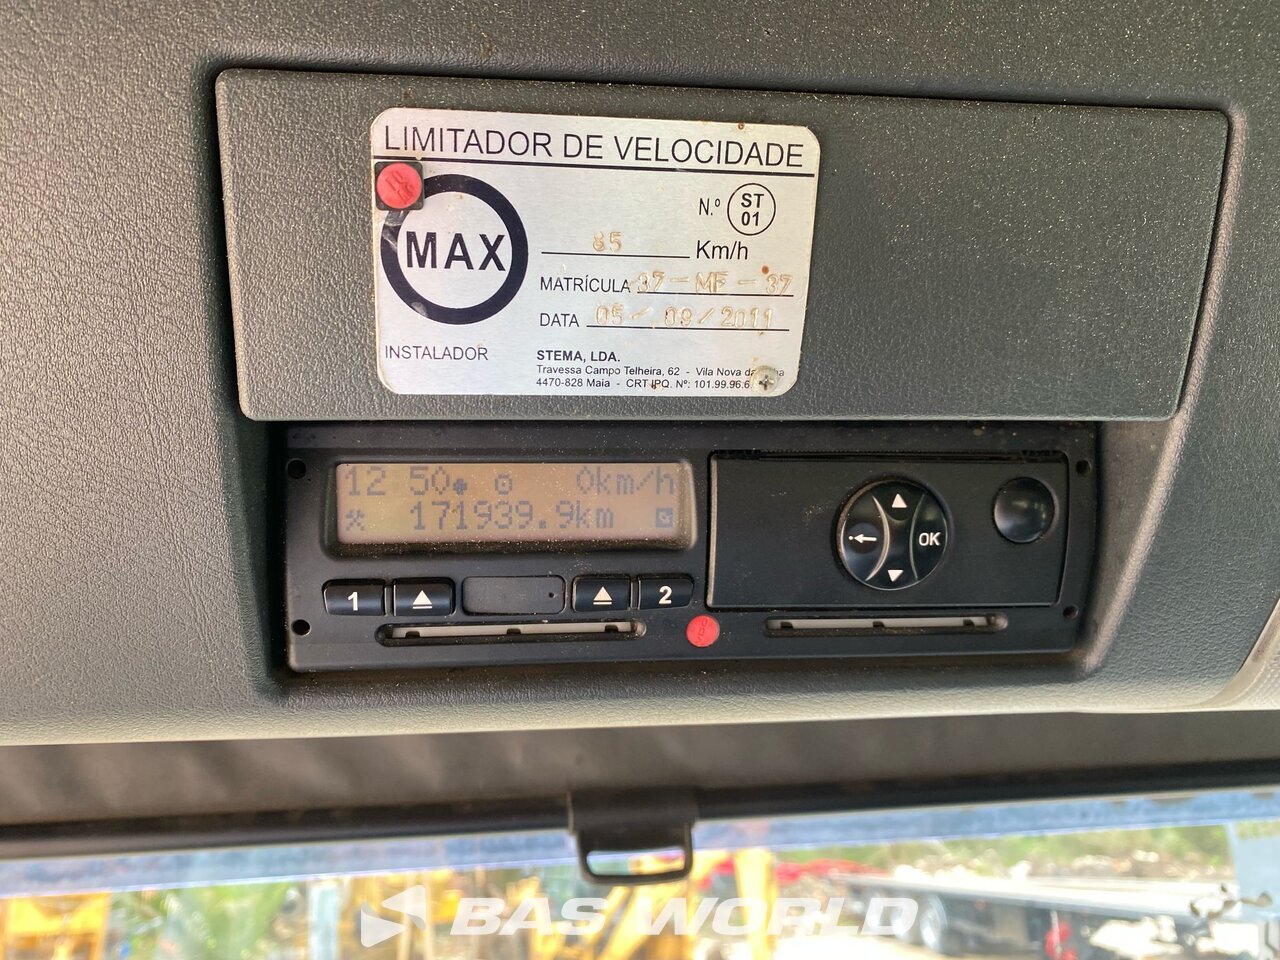 LIMITADOR DE VELOCIDADE
N.º ST 01
MAX
85 Km/h
MATRÍCULA 37-MF-37
DATA 05/09/2011
INSTALADOR
STEMA, LDA.
Travessa Campo Telheira, 62 - Vila Nova da
4470-828 Maia - CRT IPQ. Nº: 101.99.96.6
12 50 0km/h
171939.9km
1
2
OK
BAS WORLD